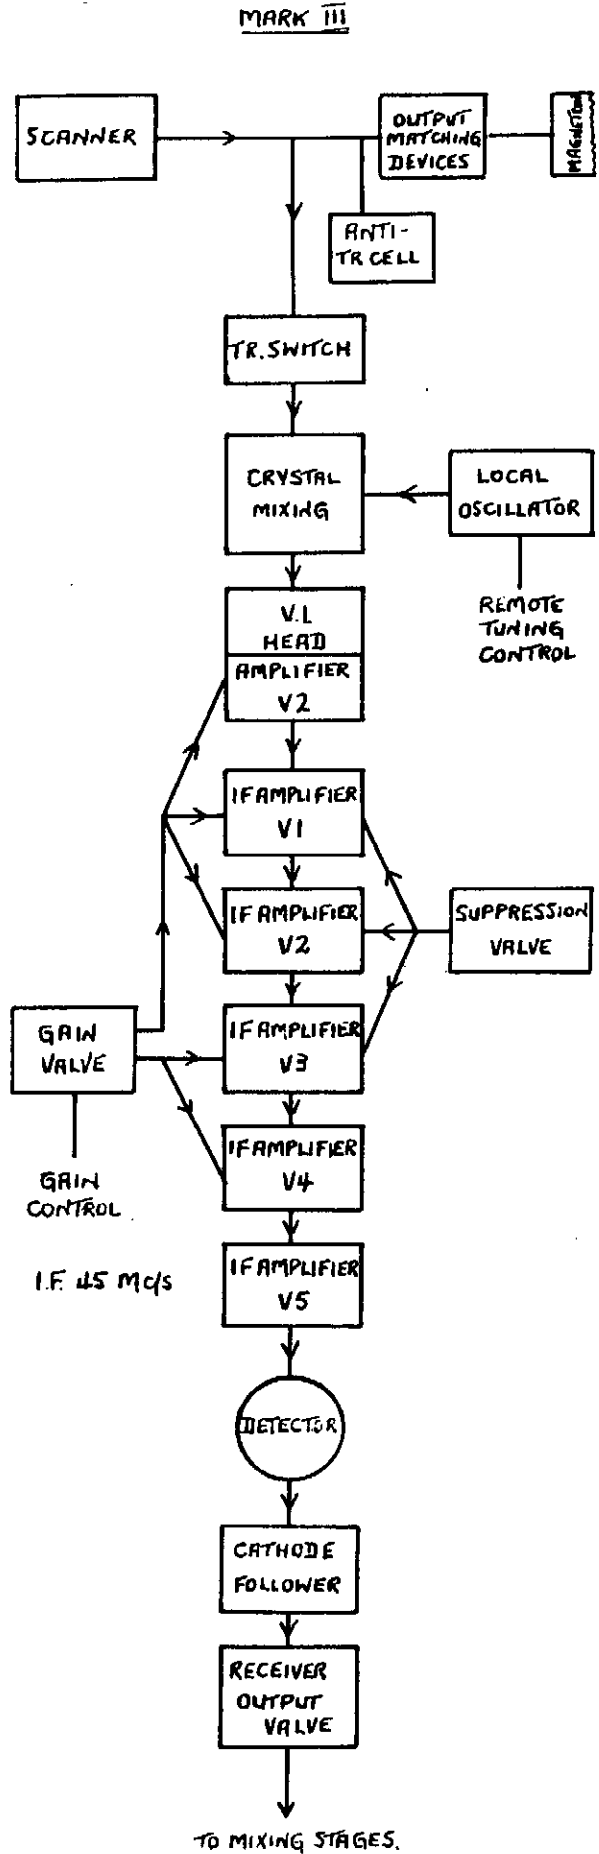 MARK III
SCANNER
OUTPUT
MATCHING
DEVICES
MAGNETRON
ANTI-
TR CELL
TR. SWITCH
CRYSTAL
MIXING
LOCAL
OSCILLATOR
REMOTE
TUNING
CONTROL
V.1.
HEAD
AMPLIFIER
V2
IF AMPLIFIER
V1
IF AMPLIFIER
V2
SUPPRESSION
VALVE
IF AMPLIFIER
V3
GAIN
VALVE
GAIN
CONTROL
IF AMPLIFIER
V4
I.F. 45 Mc/s
IF AMPLIFIER
V5
DETECTOR
CATHODE
FOLLOWER
RECEIVER
OUTPUT
VALVE
TO MIXING STAGES.